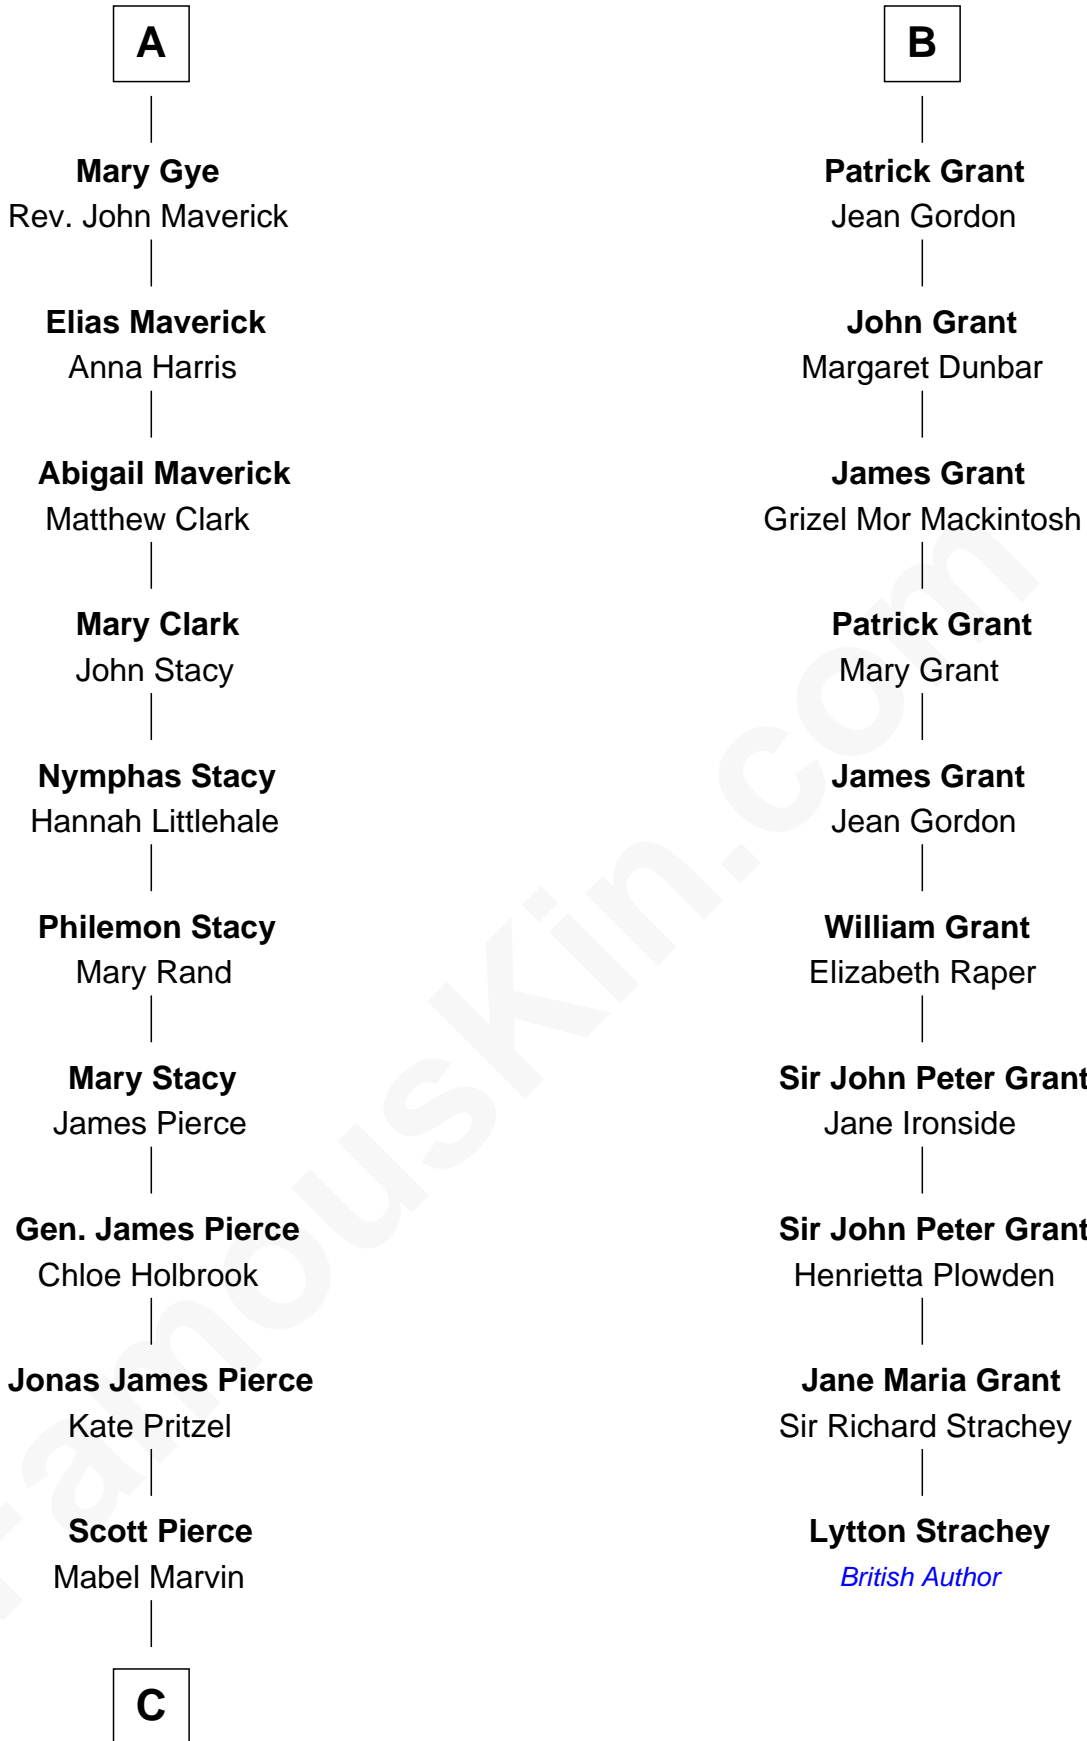 A
Mary Gye
Rev. John Maverick
Elias Maverick
Anna Harris
Abigail Maverick
Matthew Clark
Mary Clark
John Stacy
Nymphas Stacy
Hannah Littlehale
Philemon Stacy
Mary Rand
Mary Stacy
James Pierce
Gen. James Pierce
Chloe Holbrook
Jonas James Pierce
Kate Pritzel
Scott Pierce
Mabel Marvin
C
B
Patrick Grant
Jean Gordon
John Grant
Margaret Dunbar
James Grant
Grizel Mor Mackintosh
Patrick Grant
Mary Grant
James Grant
Jean Gordon
William Grant
Elizabeth Raper
Sir John Peter Grant
Jane Ironside
Sir John Peter Grant
Henrietta Plowden
Jane Maria Grant
Sir Richard Strachey
Lytton Strachey
British Author
FamousKin.com